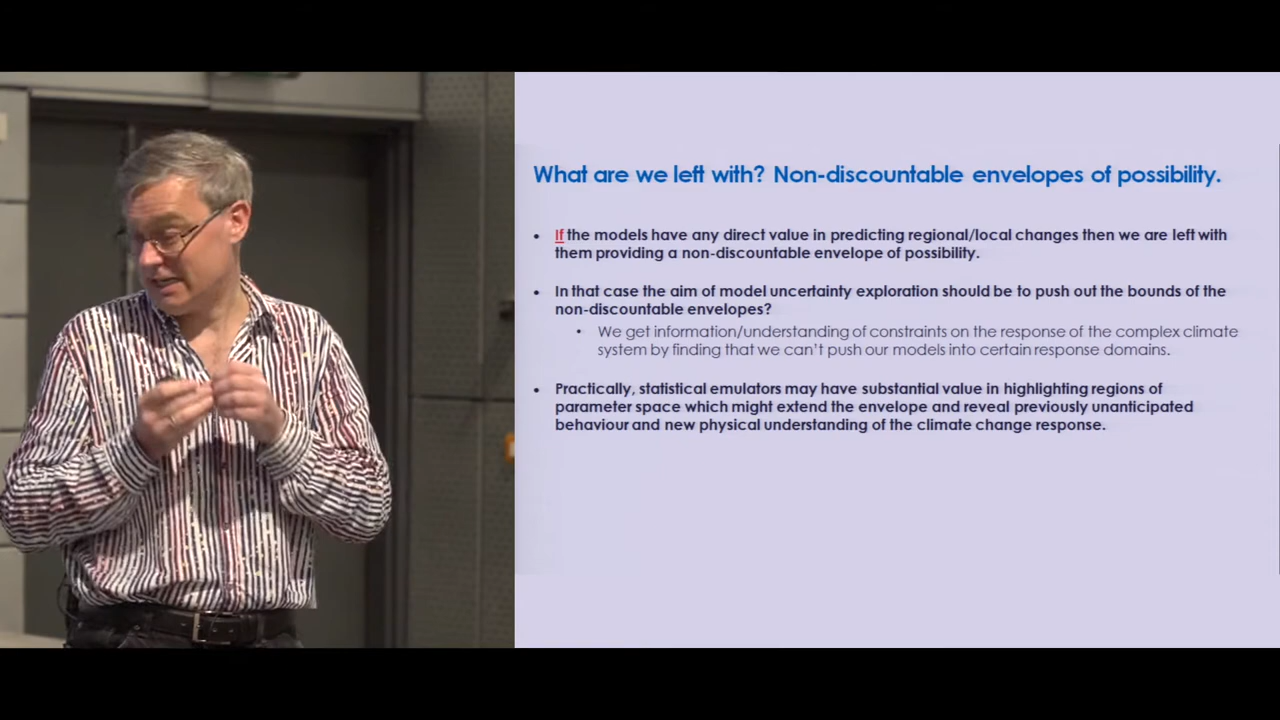 What are we left with? Non-discountable envelopes of possibility.
• If the models have any direct value in predicting regional/local changes then we are left with
them providing a non-discountable envelope of possibility.
• In that case the aim of model uncertainty exploration should be to push out the bounds of the
non-discountable envelopes?
• We get information/understanding of constraints on the response of the complex climate
system by finding that we can't push our models into certain response domains.
• Practically, statistical emulators may have substantial value in highlighting regions of
parameter space which might extend the envelope and reveal previously unanticipated
behaviour and new physical understanding of the climate change response.